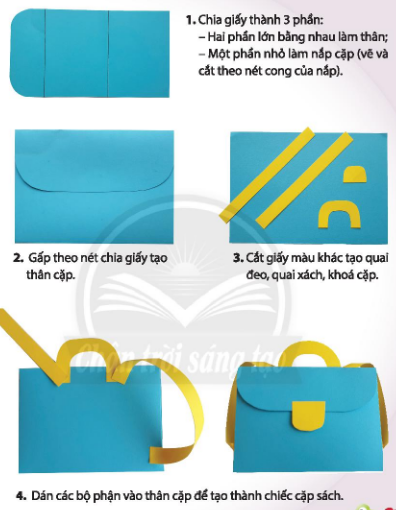 1. Chia giấy thành 3 phần:
– Hai phần lớn bằng nhau làm thân;
– Một phần nhỏ làm nắp cặp (vẽ và
cắt theo nét cong của nắp).
2. Gấp theo nét chia giấy tạo
thân cặp.
3. Cắt giấy màu khác tạo quai
đeo, quai xách, khoá cặp.
Chân trời sáng tạo
4. Dán các bộ phận vào thân cặp để tạo thành chiếc cặp sách.